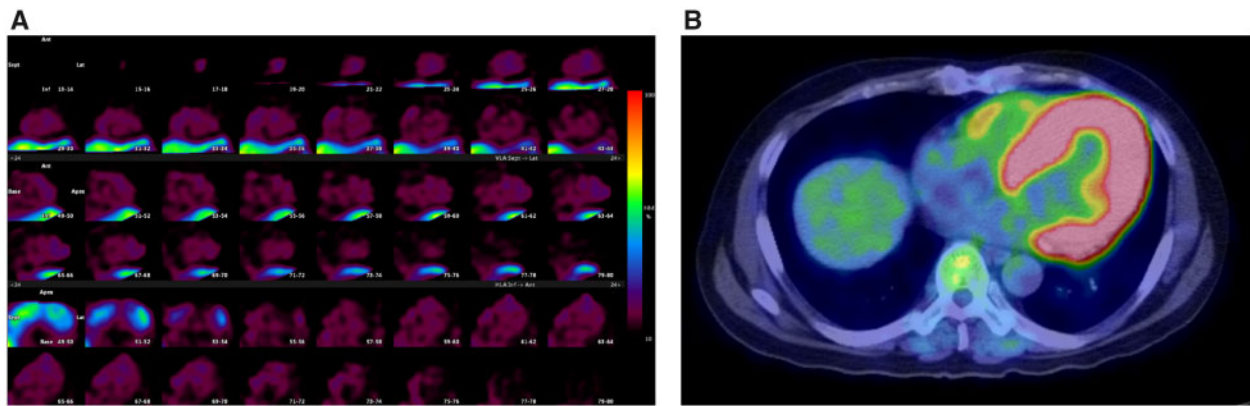 A
B
Ant
Sept Lat
Inf 15-16 17-18 19-20 21-22 25-26 27-28
29-30 31-32 33-34 35-36 37-38 39-40 41-42 43-44
<24 VLA:Sept -> Lat 24>
100
Ant
Base Apex
49-50 51-52 53-54 55-56 57-58 59-60 61-62 63-64
%
65-66 67-68 69-70 71-72 73-74 75-76 77-78 79-80
<24 HLA:Inf -> Ant 24>
Apex
Sept Lat
Base 49-50 51-52 53-54 55-56 57-58 59-60 61-62 63-64
10
65-66 67-68 69-70 71-72 73-74 75-76 77-78 79-80